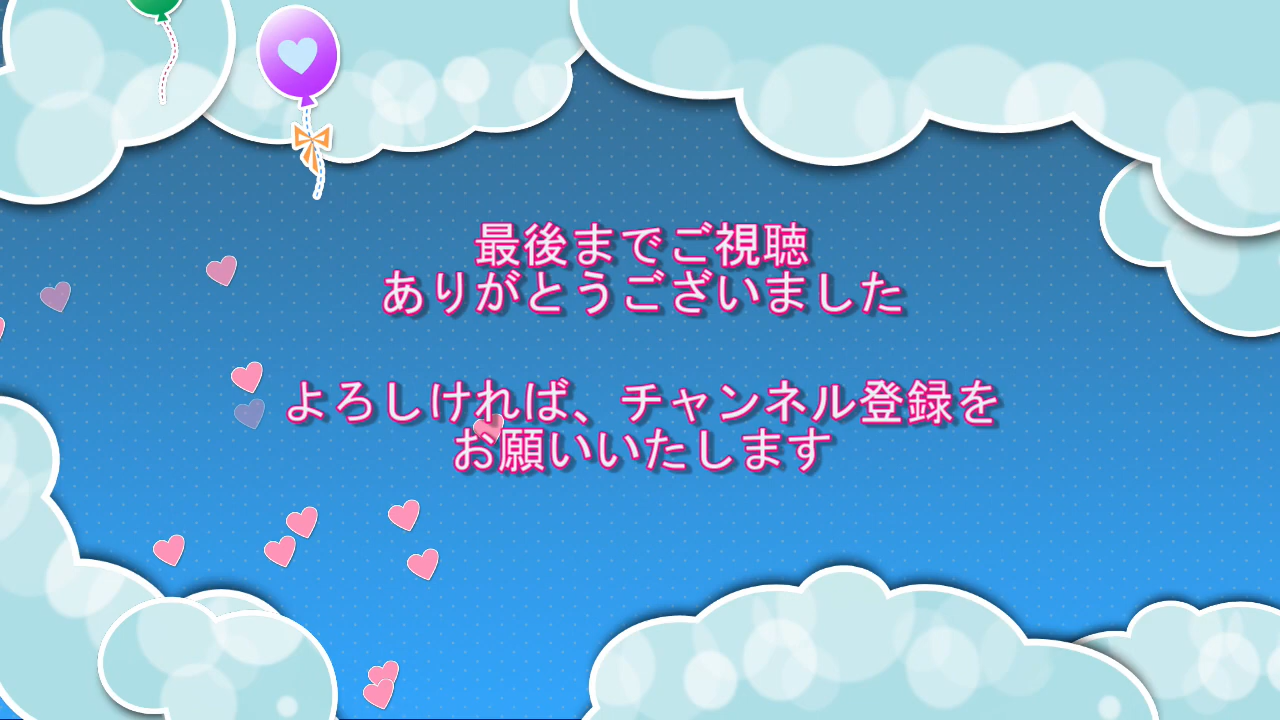 最後までご視聴
ありがとうございました
よろしければ、チャンネル登録を
お願いいたします